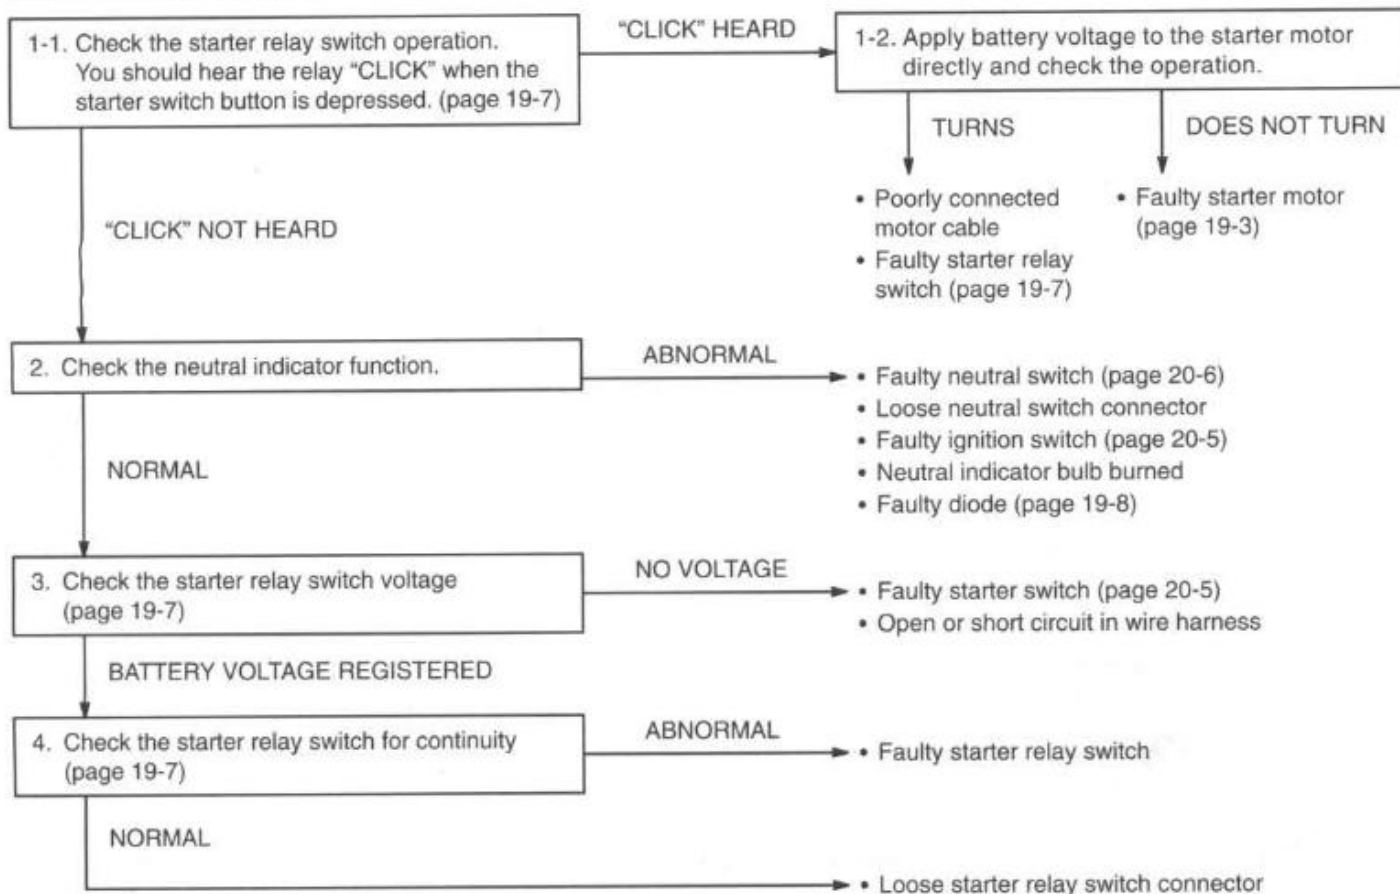 1-1. Check the starter relay switch operation.
You should hear the relay “CLICK” when the
starter switch button is depressed. (page 19-7)
“CLICK” HEARD
1-2. Apply battery voltage to the starter motor
directly and check the operation.
TURNS
DOES NOT TURN
• Poorly connected
motor cable
• Faulty starter relay
switch (page 19-7)
• Faulty starter motor
(page 19-3)
“CLICK” NOT HEARD
2. Check the neutral indicator function.
ABNORMAL
• Faulty neutral switch (page 20-6)
• Loose neutral switch connector
• Faulty ignition switch (page 20-5)
• Neutral indicator bulb burned
• Faulty diode (page 19-8)
NORMAL
3. Check the starter relay switch voltage
(page 19-7)
NO VOLTAGE
• Faulty starter switch (page 20-5)
• Open or short circuit in wire harness
BATTERY VOLTAGE REGISTERED
4. Check the starter relay switch for continuity
(page 19-7)
ABNORMAL
• Faulty starter relay switch
NORMAL
• Loose starter relay switch connector